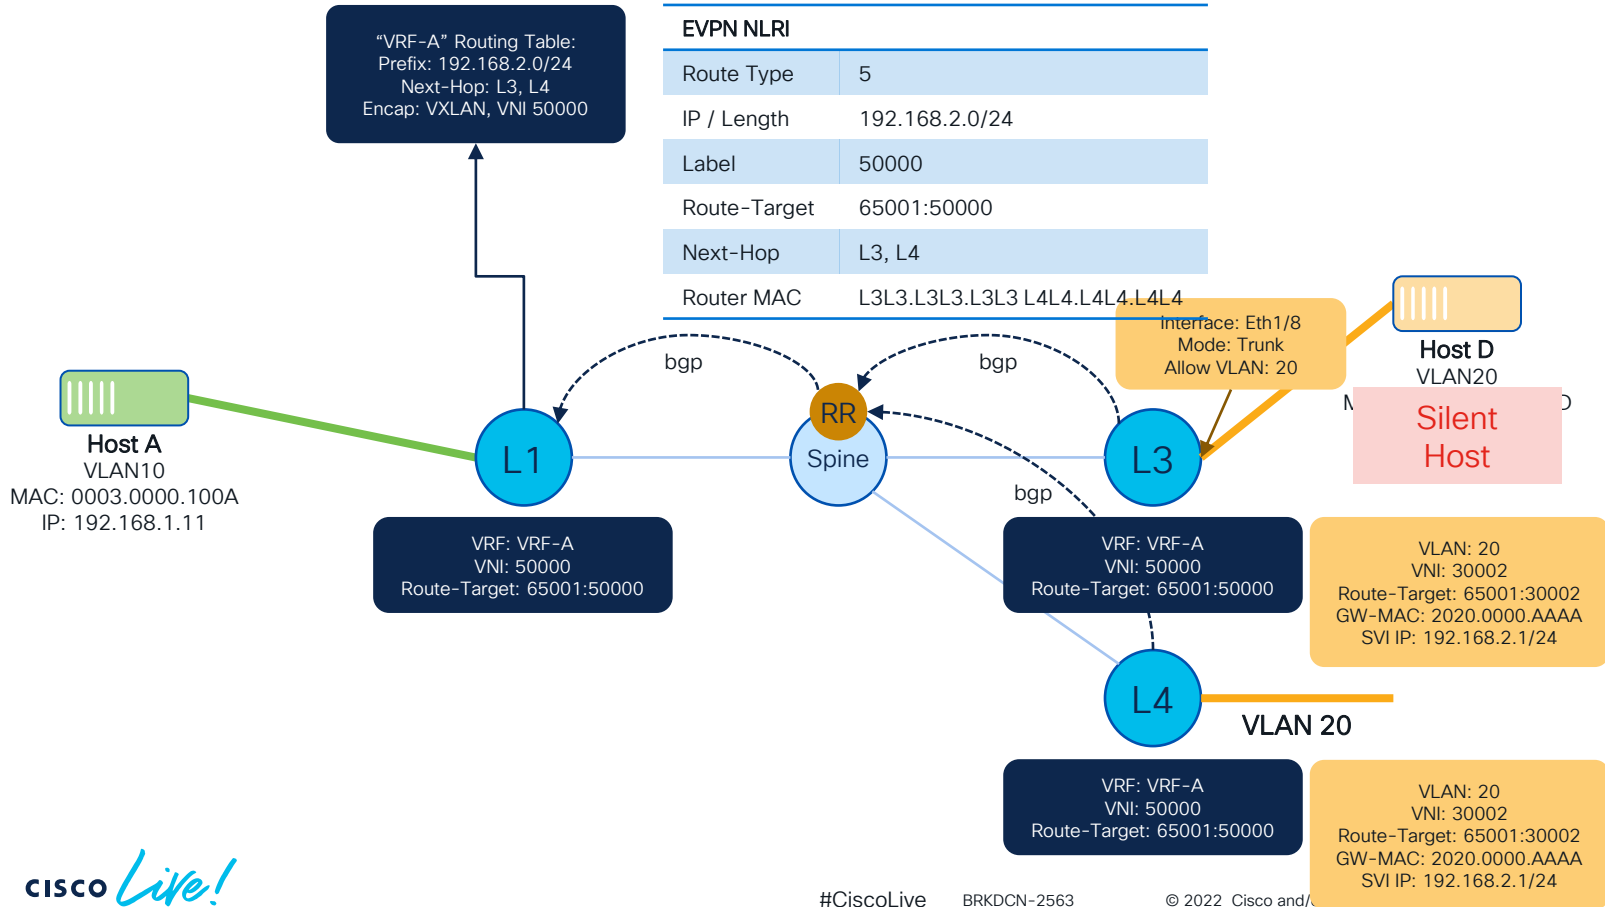 "VRF-A" Routing Table:
Prefix: 192.168.2.0/24
Next-Hop: L3, L4
Encap: VXLAN, VNI 50000
EVPN NLRI
Route Type 5
IP / Length 192.168.2.0/24
Label 50000
Route-Target 65001:50000
Next-Hop L3, L4
Router MAC L3L3.L3L3.L3L3 L4L4.L4L4.L4L4
Interface: Eth1/8
Mode: Trunk
Allow VLAN: 20
Host D
VLAN20
Silent
Host
bgp
bgp
bgp
RR
Spine
L1
L3
L4
Host A
VLAN10
MAC: 0003.0000.100A
IP: 192.168.1.11
VRF: VRF-A
VNI: 50000
Route-Target: 65001:50000
VRF: VRF-A
VNI: 50000
Route-Target: 65001:50000
VLAN: 20
VNI: 30002
Route-Target: 65001:30002
GW-MAC: 2020.0000.AAAA
SVI IP: 192.168.2.1/24
VLAN 20
VRF: VRF-A
VNI: 50000
Route-Target: 65001:50000
VLAN: 20
VNI: 30002
Route-Target: 65001:30002
GW-MAC: 2020.0000.AAAA
SVI IP: 192.168.2.1/24
CISCO Live!
#CiscoLive BRKDCN-2563 © 2022 Cisco and/